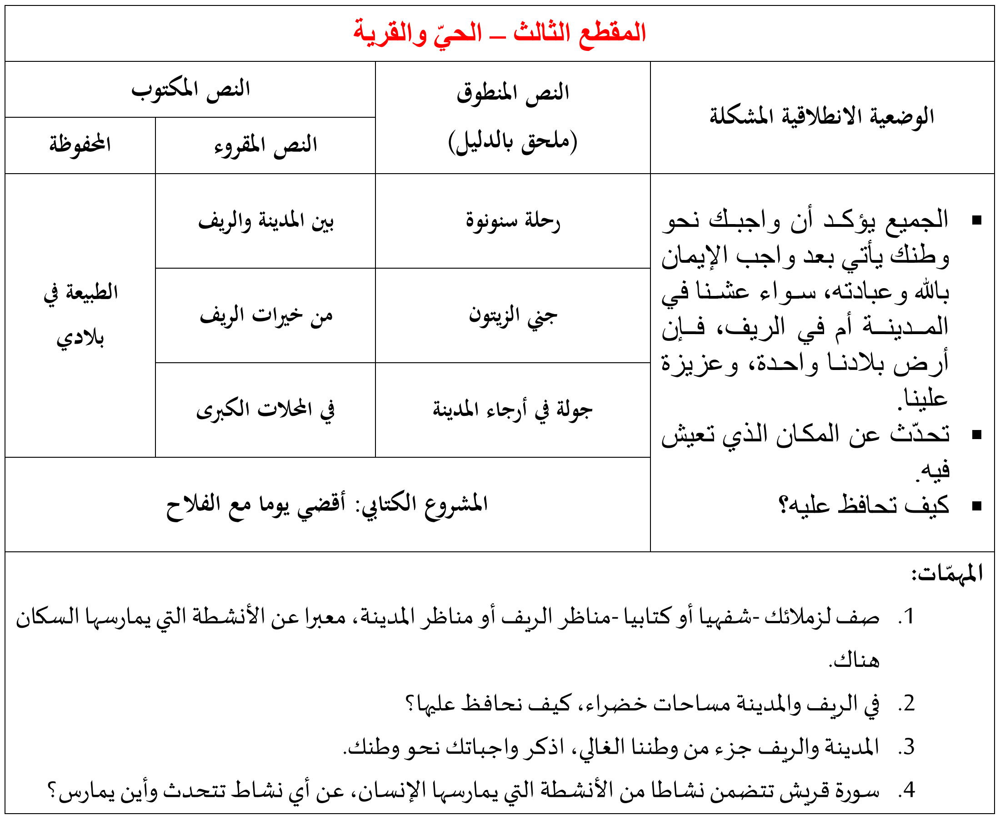 المقطع الثالث – الحيّ والقرية
الوضعية الانطلاقية المشكلة
النص المنطوق
(ملحق بالدليل)
النص المكتوب
النص المقروء
المحفوظة
▪ الجميع يؤكد أن واجبك نحو
وطنك يأتي بعد واجب الإيمان
بالله وعبادته، سواء عشنا في
المدينة أم في الريف، فإن
أرض بلادنا واحدة، وعزيزة
علينا.
▪ تحدّث عن المكان الذي تعيش
فيه.
▪ كيف تحافظ عليه؟
رحلة سنونوة
بين المدينة والريف
الطبيعة في
بلادي
جني الزيتون
من خيرات الريف
جولة في أرجاء المدينة
في المحلات الكبرى
المشروع الكتابي: أقضي يوما مع الفلاح
المهمّات:
1. صف لزملائك -شفهيا أو كتابيا -مناظر الريف أو مناظر المدينة، معبرا عن الأنشطة التي يمارسها السكان
هناك.
2. في الريف والمدينة مساحات خضراء، كيف نحافظ عليها؟
3. المدينة والريف جزء من وطننا الغالي، اذكر واجباتك نحو وطنك.
4. سورة قريش تتضمن نشاطا من الأنشطة التي يمارسها الإنسان، عن أي نشاط تتحدث وأين يمارس؟